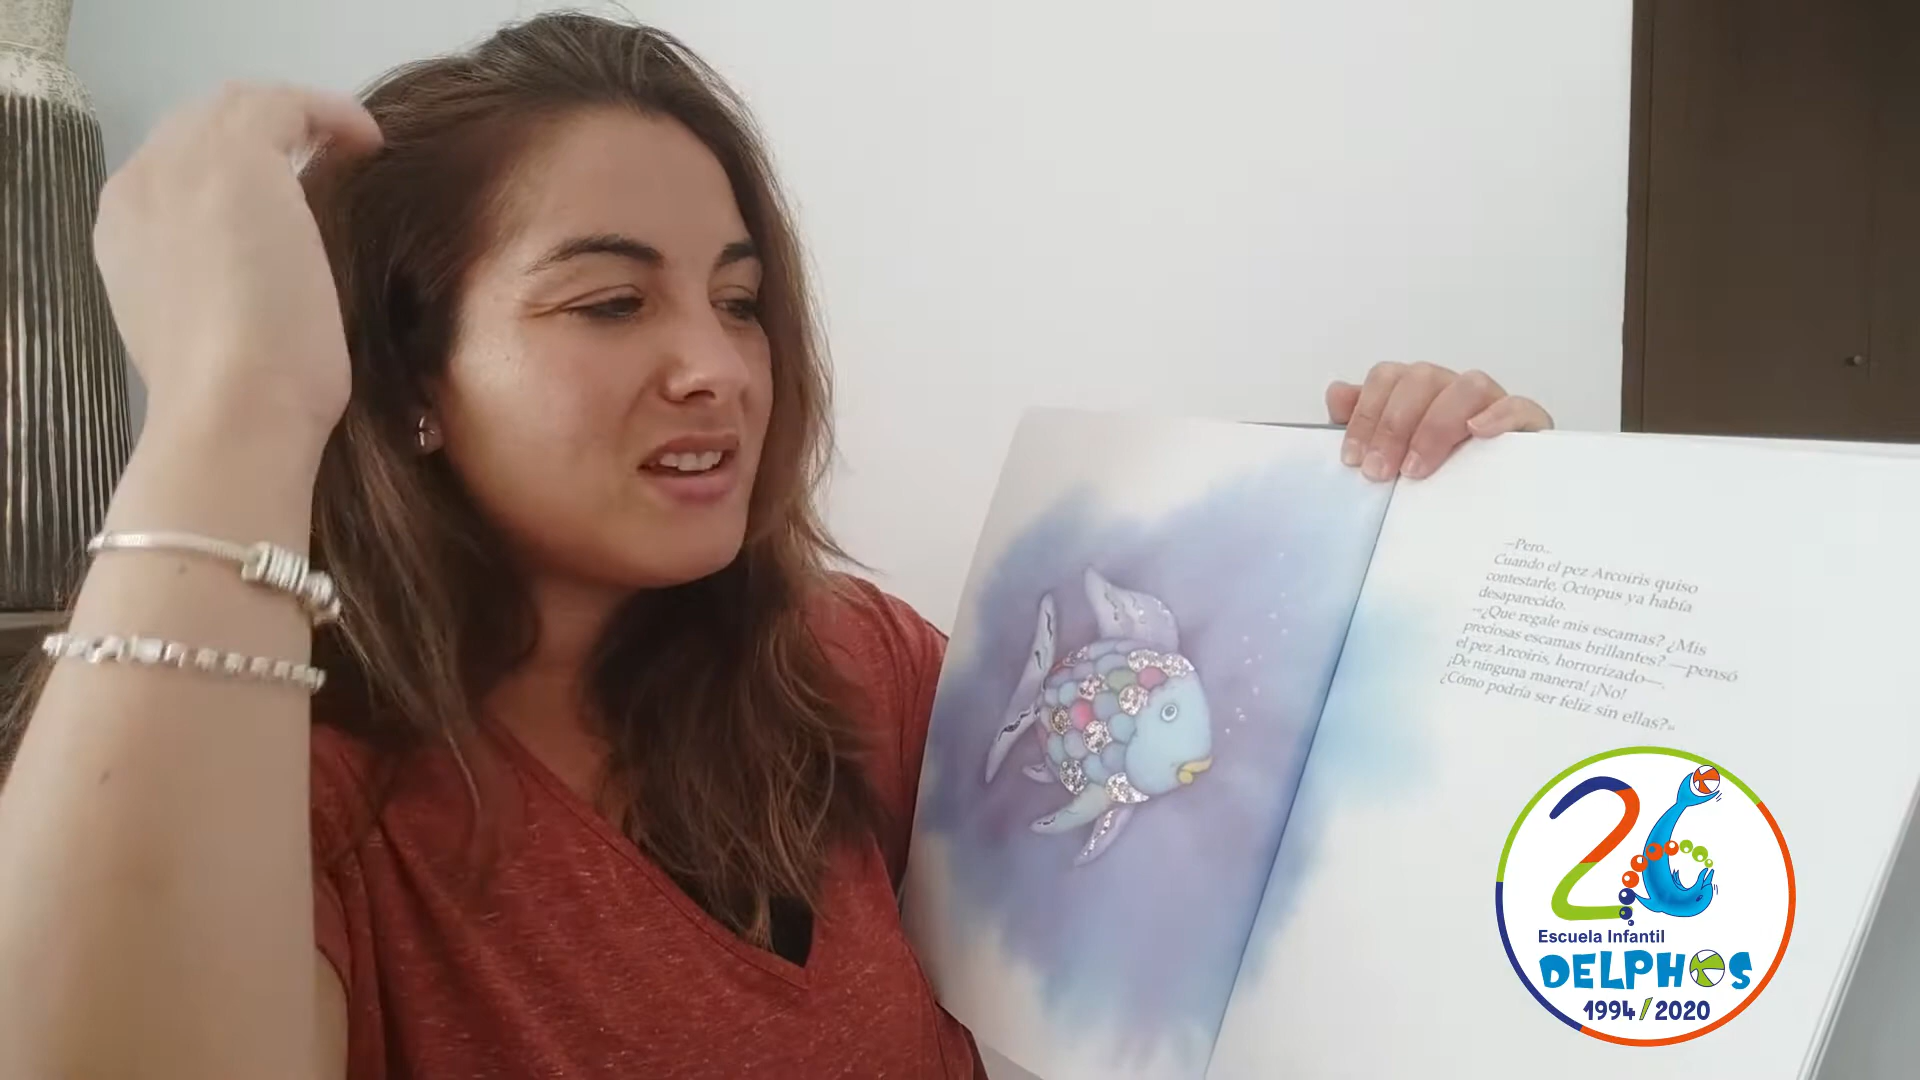 —Pero...
Cuando el pez Arcoiris quiso
contestarle, Octopus ya había
desaparecido.
«¿Que regale mis escamas? ¿Mis
preciosas escamas brillantes? —pensó
el pez Arcoiris, horrorizado—.
¡De ninguna manera! ¡No!
¿Cómo podría ser feliz sin ellas?»
26
Escuela Infantil
DELPHOS
1994/2020